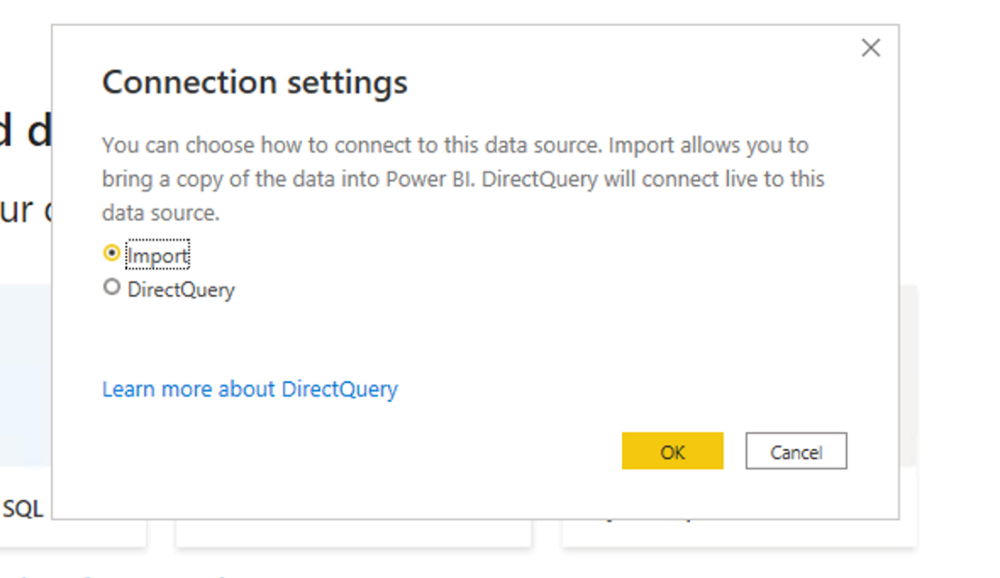 Connection settings
d d
You can choose how to connect to this data source. Import allows you to
bring a copy of the data into Power BI. DirectQuery will connect live to this
ur
data source.
Import
DirectQuery
Learn more about DirectQuery
OK Cancel
SQL